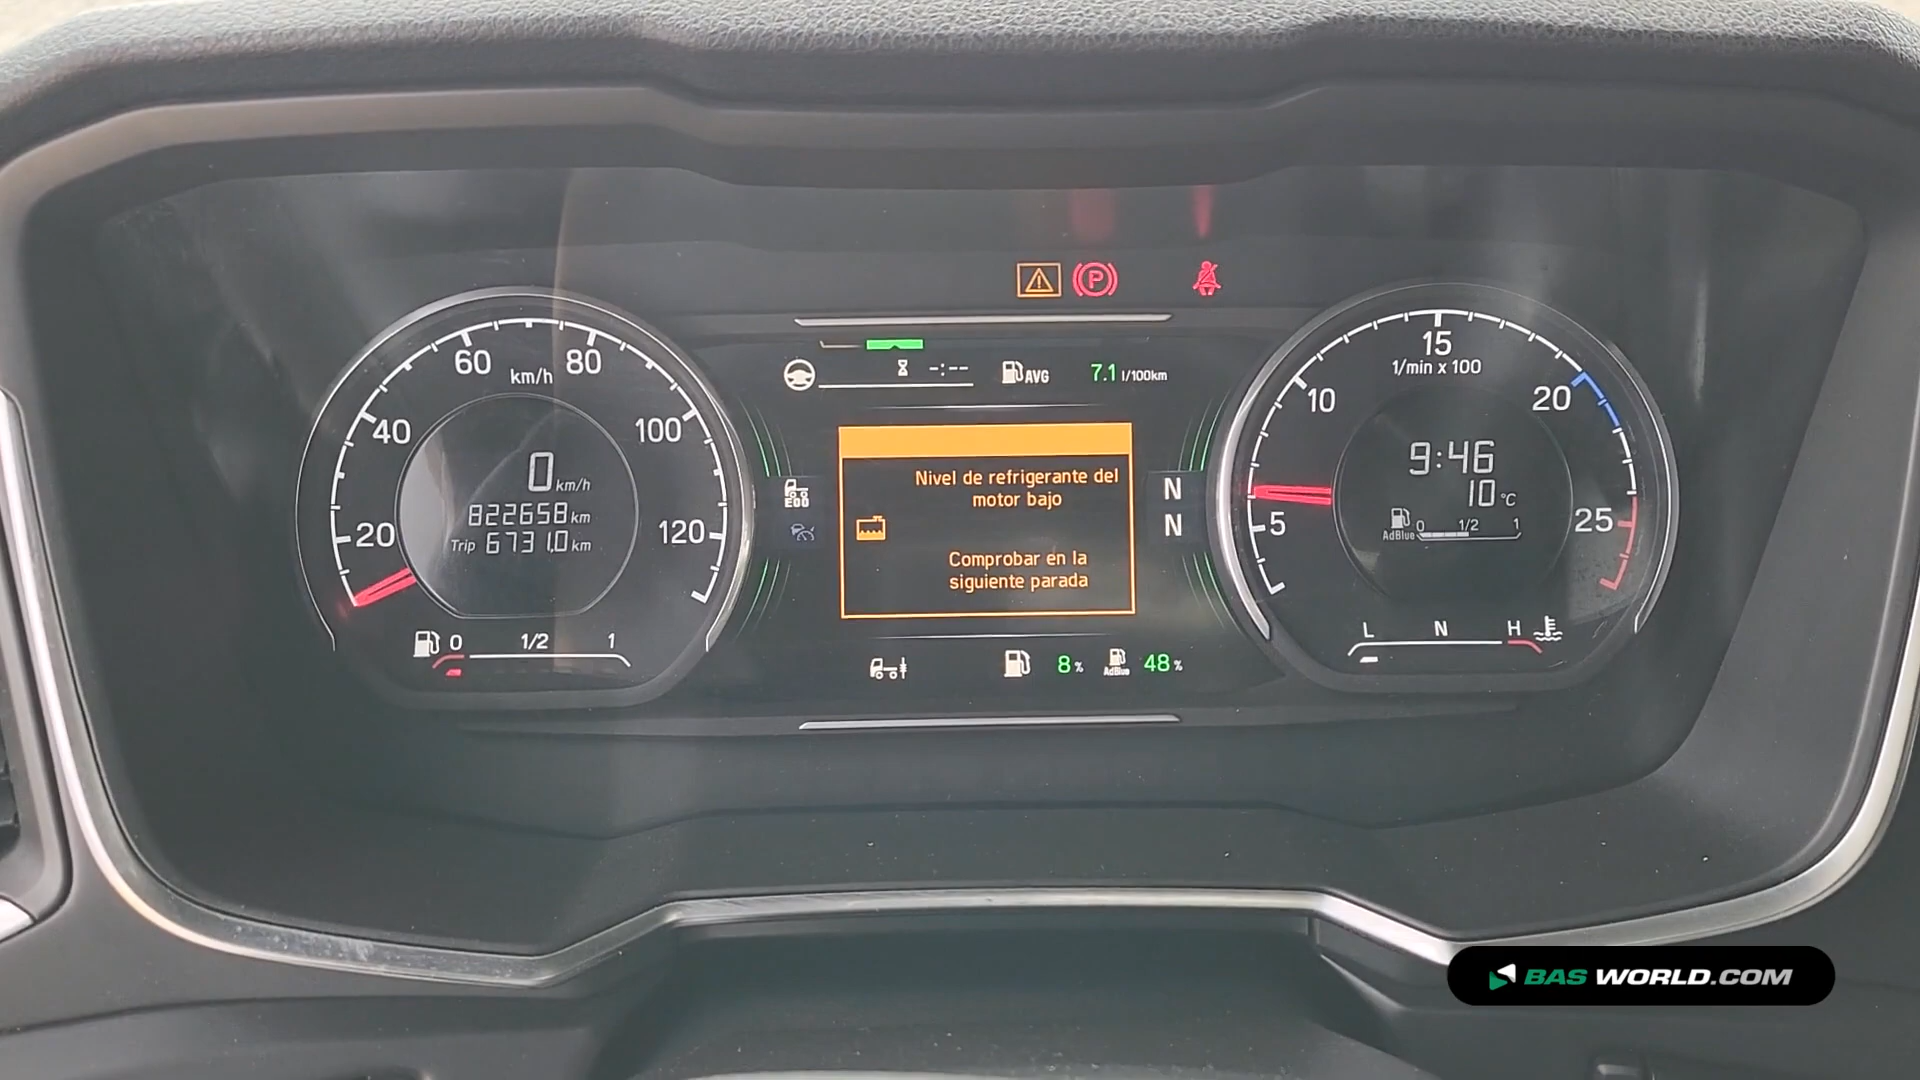 60
80
km/h
40
100
20
120
0 km/h
822658 km
Trip 6731.0 km
0 1/2 1
-:--
AVG 7.1 l/100km
Nivel de refrigerante del
motor bajo
Comprobar en la
siguiente parada
ECO
N
N
8%
AdBlue 48%
P
15
1/min x 100
10
20
5
25
9:46
10 °C
AdBlue 0 1/2 1
L N H
BAS WORLD.COM